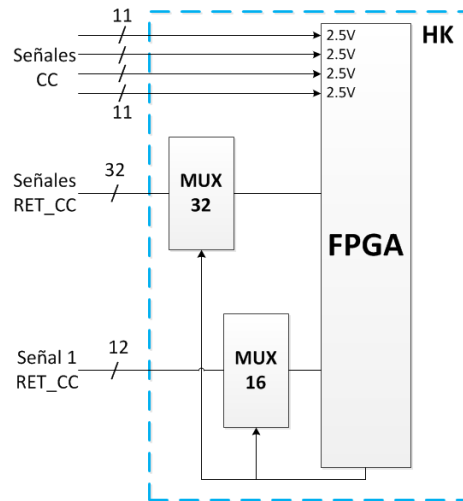 11
2.5V
HK
Señales
CC
2.5V
2.5V
2.5V
11
32
Señales
RET_CC
MUX
32
FPGA
12
Señal 1
RET_CC
MUX
16